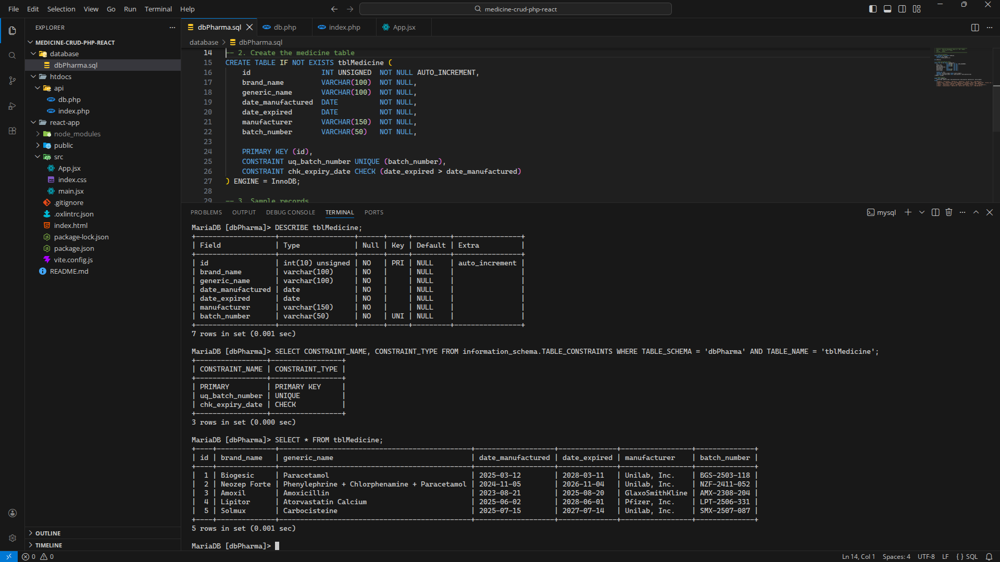 File Edit Selection View Go Run Terminal Help
medicine-crud-php-react
EXPLORER
MEDICINE-CRUD-PHP-REACT
database
dbPharma.sql
htdocs
api
db.php
index.php
react-app
node_modules
public
src
App.jsx
index.css
main.jsx
.gitignore
.oxlintrc.json
index.html
package-lock.json
package.json
vite.config.js
README.md
OUTLINE
TIMELINE
dbPharma.sql db.php index.php App.jsx
database > dbPharma.sql
14 -- 2. Create the medicine table
15 CREATE TABLE IF NOT EXISTS tblMedicine (
16 id INT UNSIGNED NOT NULL AUTO_INCREMENT,
17 brand_name VARCHAR(100) NOT NULL,
18 generic_name VARCHAR(100) NOT NULL,
19 date_manufactured DATE NOT NULL,
20 date_expired DATE NOT NULL,
21 manufacturer VARCHAR(150) NOT NULL,
22 batch_number VARCHAR(50) NOT NULL,
23
24 PRIMARY KEY (id),
25 CONSTRAINT uq_batch_number UNIQUE (batch_number),
26 CONSTRAINT chk_expiry_date CHECK (date_expired > date_manufactured)
27 ) ENGINE = InnoDB;
28
29 -- 3. Sample records
PROBLEMS OUTPUT DEBUG CONSOLE TERMINAL PORTS
mysql
MariaDB [dbPharma]> DESCRIBE tblMedicine;
+-------------------+------------------+------+-----+---------+----------------+
| Field | Type | Null | Key | Default | Extra |
+-------------------+------------------+------+-----+---------+----------------+
| id | int(10) unsigned | NO | PRI | NULL | auto_increment |
| brand_name | varchar(100) | NO | | NULL | |
| generic_name | varchar(100) | NO | | NULL | |
| date_manufactured | date | NO | | NULL | |
| date_expired | date | NO | | NULL | |
| manufacturer | varchar(150) | NO | | NULL | |
| batch_number | varchar(50) | NO | UNI | NULL | |
+-------------------+------------------+------+-----+---------+----------------+
7 rows in set (0.001 sec)
MariaDB [dbPharma]> SELECT CONSTRAINT_NAME, CONSTRAINT_TYPE FROM information_schema.TABLE_CONSTRAINTS WHERE TABLE_SCHEMA = 'dbPharma' AND TABLE_NAME = 'tblMedicine';
+-----------------+-----------------+
| CONSTRAINT_NAME | CONSTRAINT_TYPE |
+-----------------+-----------------+
| PRIMARY | PRIMARY KEY |
| uq_batch_number | UNIQUE |
| chk_expiry_date | CHECK |
+-----------------+-----------------+
3 rows in set (0.000 sec)
MariaDB [dbPharma]> SELECT * FROM tblMedicine;
+----+--------------+----------------------------------------------+-------------------+--------------+-----------------+--------------+
| id | brand_name | generic_name | date_manufactured | date_expired | manufacturer | batch_number |
+----+--------------+----------------------------------------------+-------------------+--------------+-----------------+--------------+
| 1 | Biogesic | Paracetamol | 2025-03-12 | 2028-03-11 | Unilab, Inc. | BGS-2503-118 |
| 2 | Neozep Forte | Phenylephrine + Chlorphenamine + Paracetamol | 2024-11-05 | 2026-11-04 | Unilab, Inc. | NZF-2411-052 |
| 3 | Amoxil | Amoxicillin | 2023-08-21 | 2025-08-20 | GlaxoSmithKline | AMX-2308-204 |
| 4 | Lipitor | Atorvastatin Calcium | 2025-06-02 | 2028-06-01 | Pfizer, Inc. | LPT-2506-331 |
| 5 | Solmux | Carbocisteine | 2025-07-15 | 2027-07-14 | Unilab, Inc. | SMX-2507-087 |
+----+--------------+----------------------------------------------+-------------------+--------------+-----------------+--------------+
5 rows in set (0.001 sec)
MariaDB [dbPharma]>
0 0 Ln 14, Col 1 Spaces: 4 UTF-8 LF { } SQL